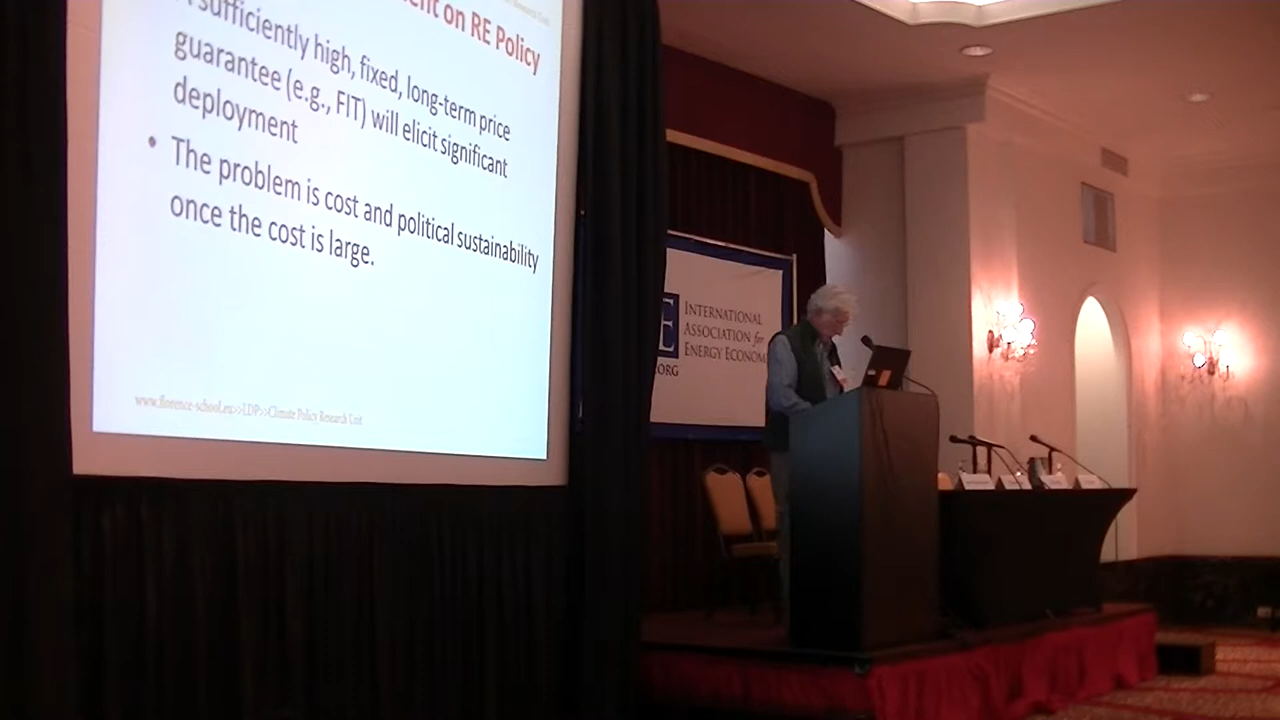 on RE Policy
sufficiently high, fixed, long-term price
guarantee (e.g., FIT) will elicit significant
deployment
• The problem is cost and political sustainability
once the cost is large.
www.florence-school.eu>>LDP>>Climate Policy Research Unit
E
INTERNATIONAL
ASSOCIATION for
ENERGY ECONOM
.ORG